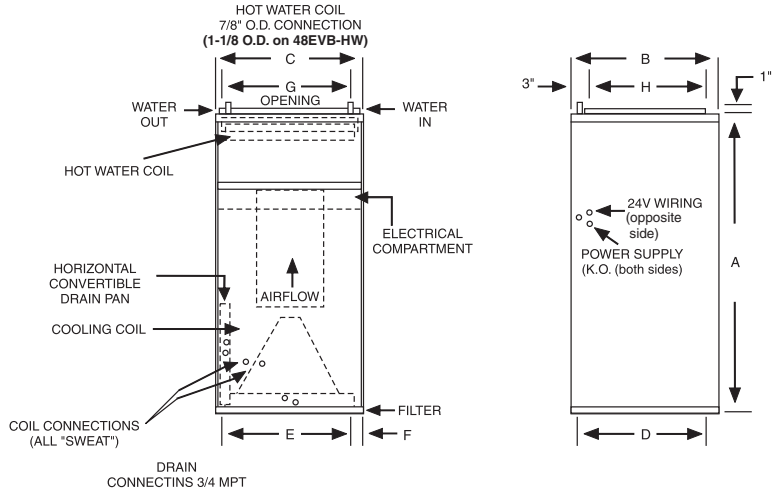 HOT WATER COIL
7/8" O.D. CONNECTION
(1-1/8 O.D. on 48EVB-HW)
C
G
OPENING
WATER
OUT
WATER
IN
HOT WATER COIL
ELECTRICAL
COMPARTMENT
HORIZONTAL
CONVERTIBLE
DRAIN PAN
AIRFLOW
COOLING COIL
COIL CONNECTIONS
(ALL "SWEAT")
FILTER
E
F
DRAIN
CONNECTINS 3/4 MPT
B
3"
H
1"
24V WIRING
(opposite
side)
POWER SUPPLY
(K.O. (both sides)
A
D